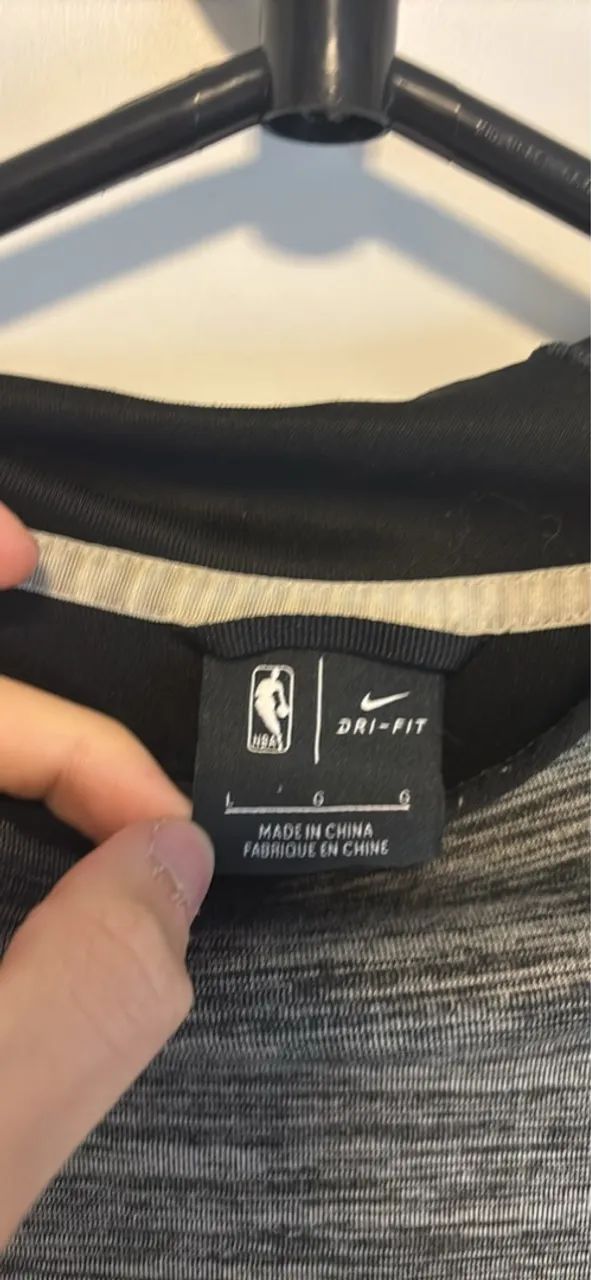 NBA
DRI-FIT
L G G
MADE IN CHINA
FABRIQUE EN CHINE